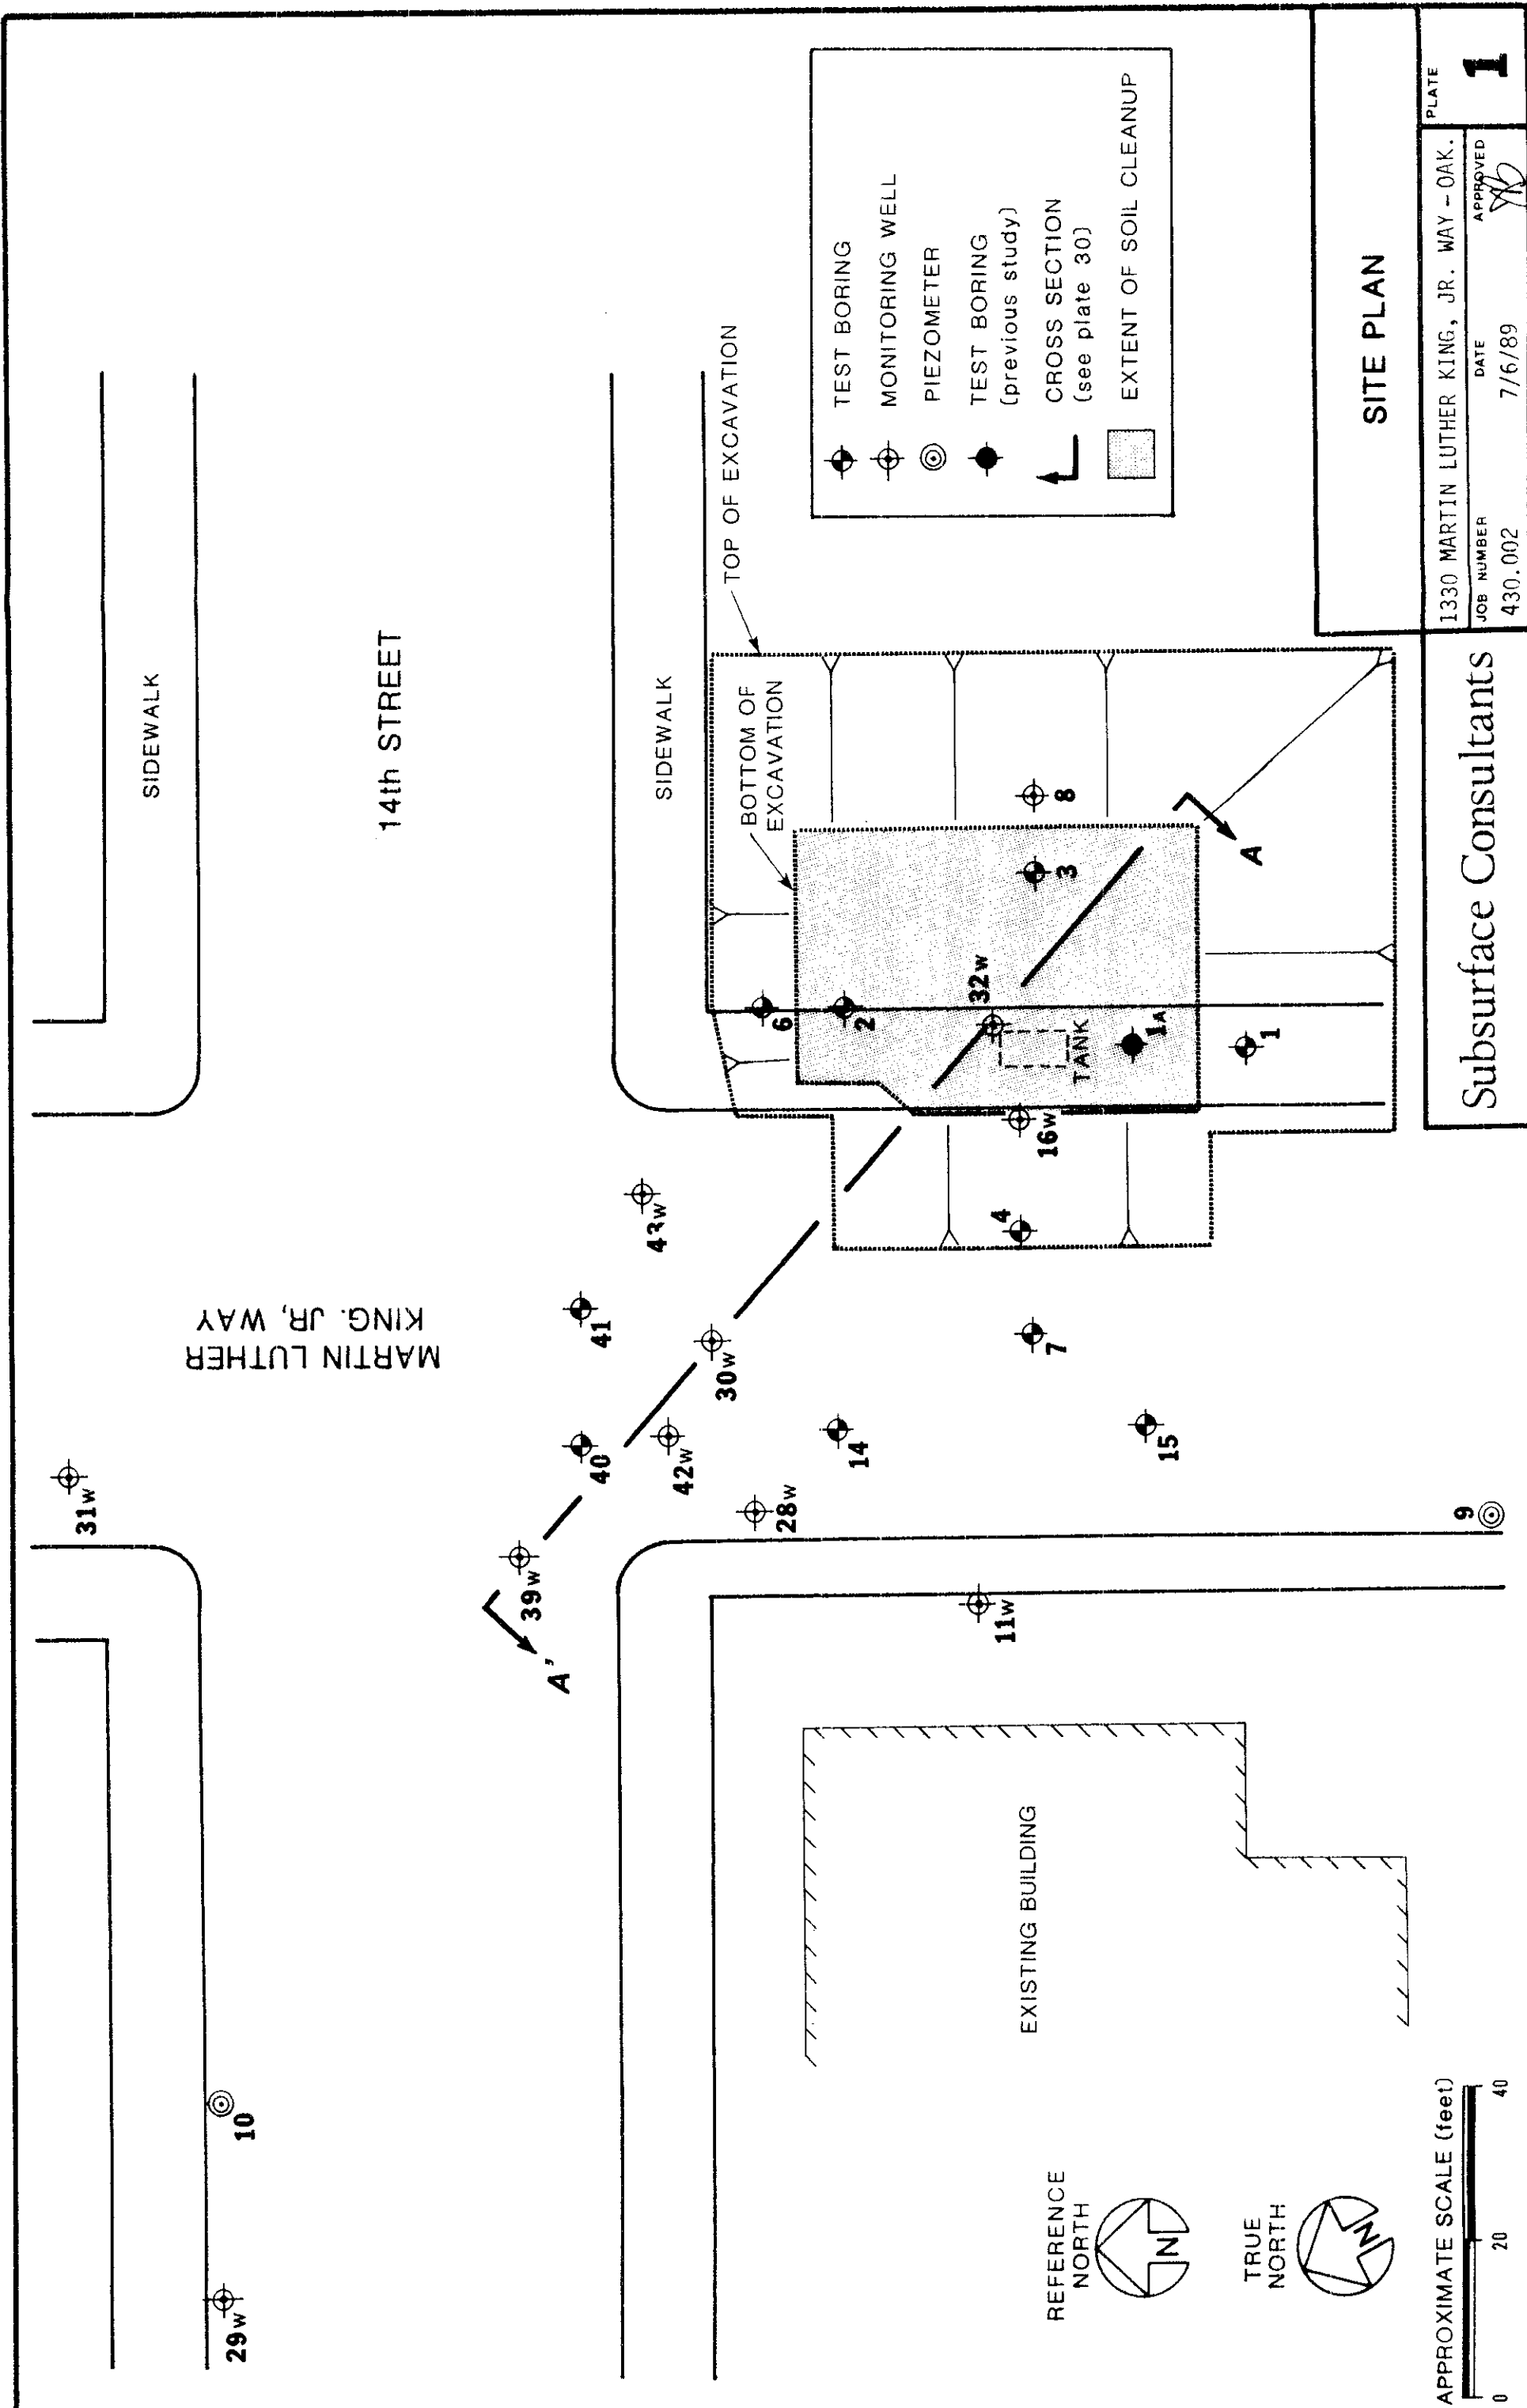 SIDEWALK
14th STREET
SIDEWALK
MARTIN LUTHER
KING. JR, WAY
TOP OF EXCAVATION
BOTTOM OF
EXCAVATION
31W
29W
10
39W
A'
40
41
43W
42W
30W
28W
14
7
15
11W
9
6
2
32W
TANK
1A
1
3
8
16W
4
A
EXISTING BUILDING
REFERENCE
NORTH
N
TRUE
NORTH
N
APPROXIMATE SCALE (feet)
0 20 40
TEST BORING
MONITORING WELL
PIEZOMETER
TEST BORING
(previous study)
CROSS SECTION
(see plate 30)
EXTENT OF SOIL CLEANUP
SITE PLAN
Subsurface Consultants
1330 MARTIN LUTHER KING, JR. WAY - OAK.
JOB NUMBER
430.002
DATE
7/6/89
APPROVED
PLATE
1